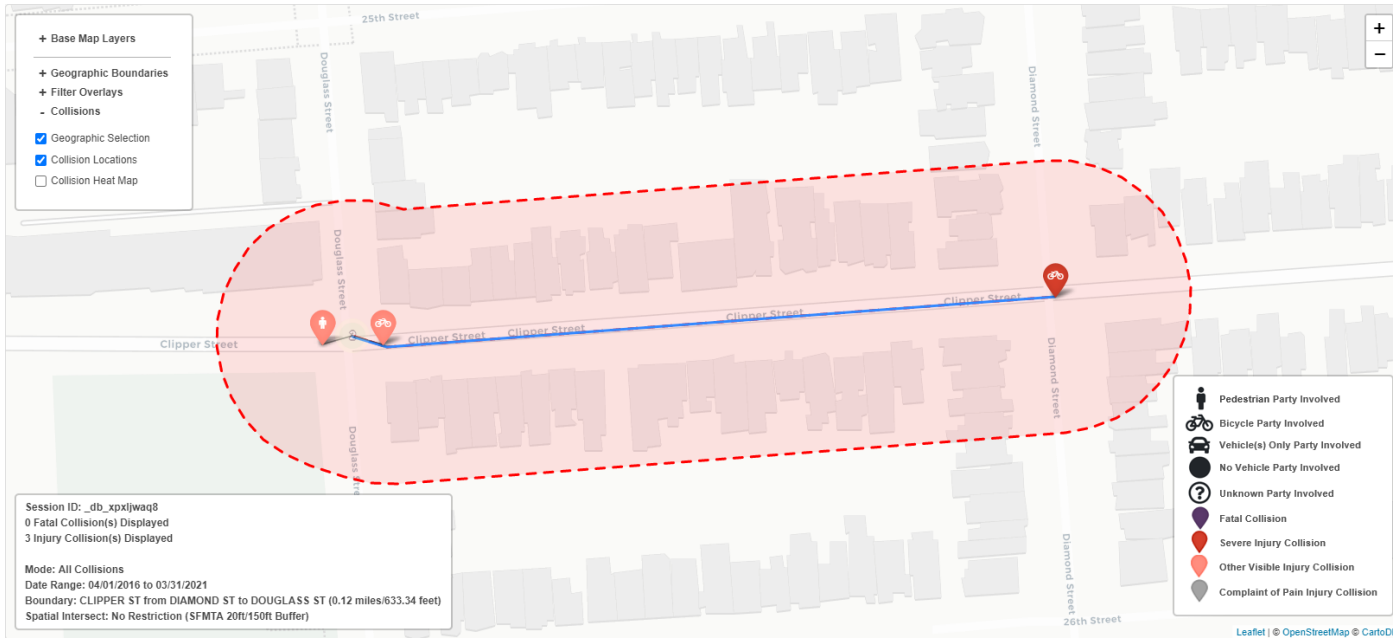 + Base Map Layers
+ Geographic Boundaries
+ Filter Overlays
- Collisions
Geographic Selection
Collision Locations
Collision Heat Map
25th Street
Douglass Street
Diamond Street
+
−
Douglass Street
Clipper Street
Clipper Street
Clipper Street
Clipper Street
Clipper Street
Diamond Street
Douglass Stre
Diamond Street
26th Street
Session ID: _db_xpxljwaq8
0 Fatal Collision(s) Displayed
3 Injury Collision(s) Displayed
Mode: All Collisions
Date Range: 04/01/2016 to 03/31/2021
Boundary: CLIPPER ST from DIAMOND ST to DOUGLASS ST (0.12 miles/633.34 feet)
Spatial Intersect: No Restriction (SFMTA 20ft/150ft Buffer)
Pedestrian Party Involved
Bicycle Party Involved
Vehicle(s) Only Party Involved
No Vehicle Party Involved
? Unknown Party Involved
Fatal Collision
Severe Injury Collision
Other Visible Injury Collision
Complaint of Pain Injury Collision
Leaflet | © OpenStreetMap © CartoD